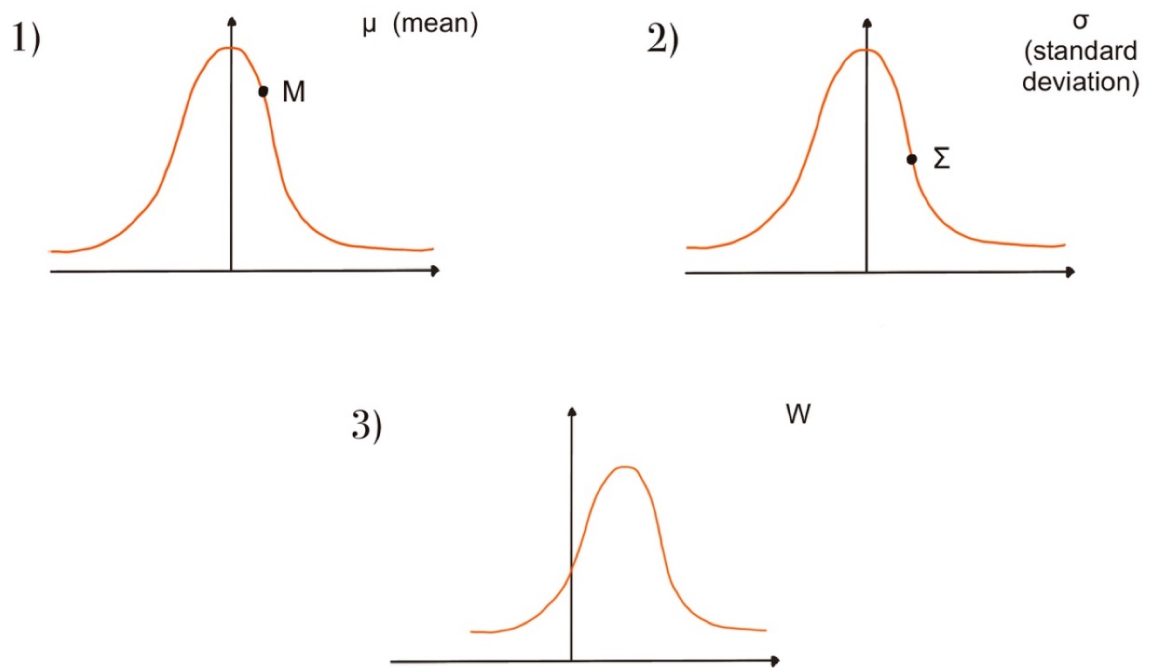 1)
μ (mean)
M
2)
σ
(standard
deviation)
Σ
3)
W